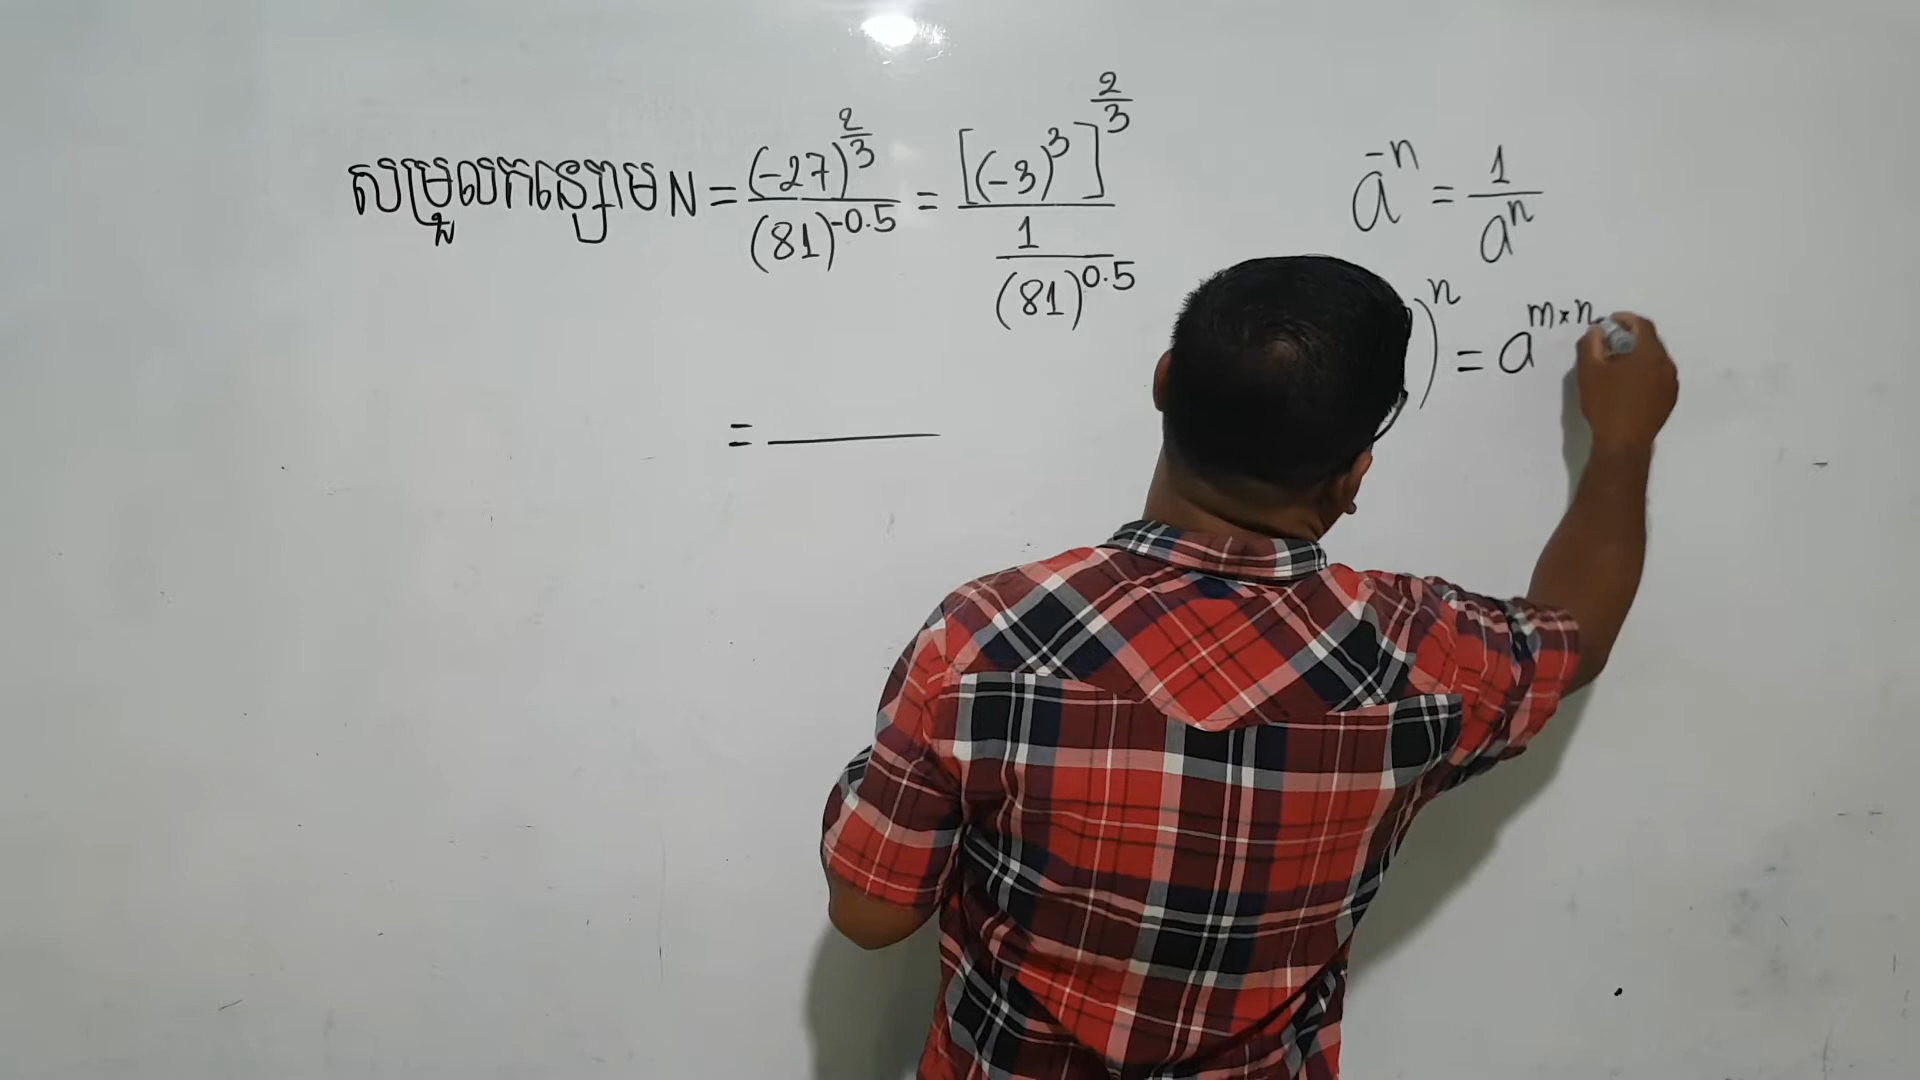 សម្រួលកន្សោម N = (-27)^(2/3) / (81)^(-0.5) = [(-3)^3]^(2/3) / (1 / (81)^(0.5))
=
a^(-n) = 1 / a^n
)^n = a^(m×n)